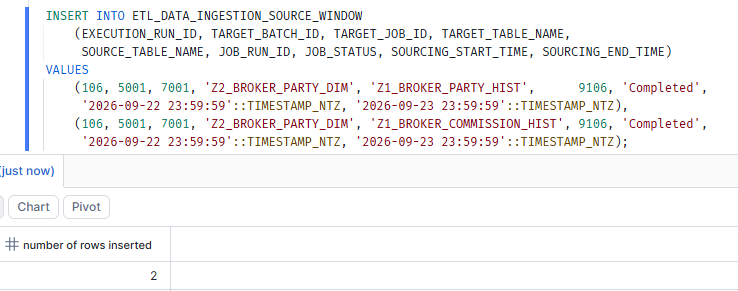 INSERT INTO ETL_DATA_INGESTION_SOURCE_WINDOW
(EXECUTION_RUN_ID, TARGET_BATCH_ID, TARGET_JOB_ID, TARGET_TABLE_NAME,
SOURCE_TABLE_NAME, JOB_RUN_ID, JOB_STATUS, SOURCING_START_TIME, SOURCING_END_TIME)
VALUES
(106, 5001, 7001, 'Z2_BROKER_PARTY_DIM', 'Z1_BROKER_PARTY_HIST', 9106, 'Completed',
'2026-09-22 23:59:59'::TIMESTAMP_NTZ, '2026-09-23 23:59:59'::TIMESTAMP_NTZ),
(106, 5001, 7001, 'Z2_BROKER_PARTY_DIM', 'Z1_BROKER_COMMISSION_HIST', 9106, 'Completed',
'2026-09-22 23:59:59'::TIMESTAMP_NTZ, '2026-09-23 23:59:59'::TIMESTAMP_NTZ);
(just now)
Chart Pivot
# number of rows inserted
2